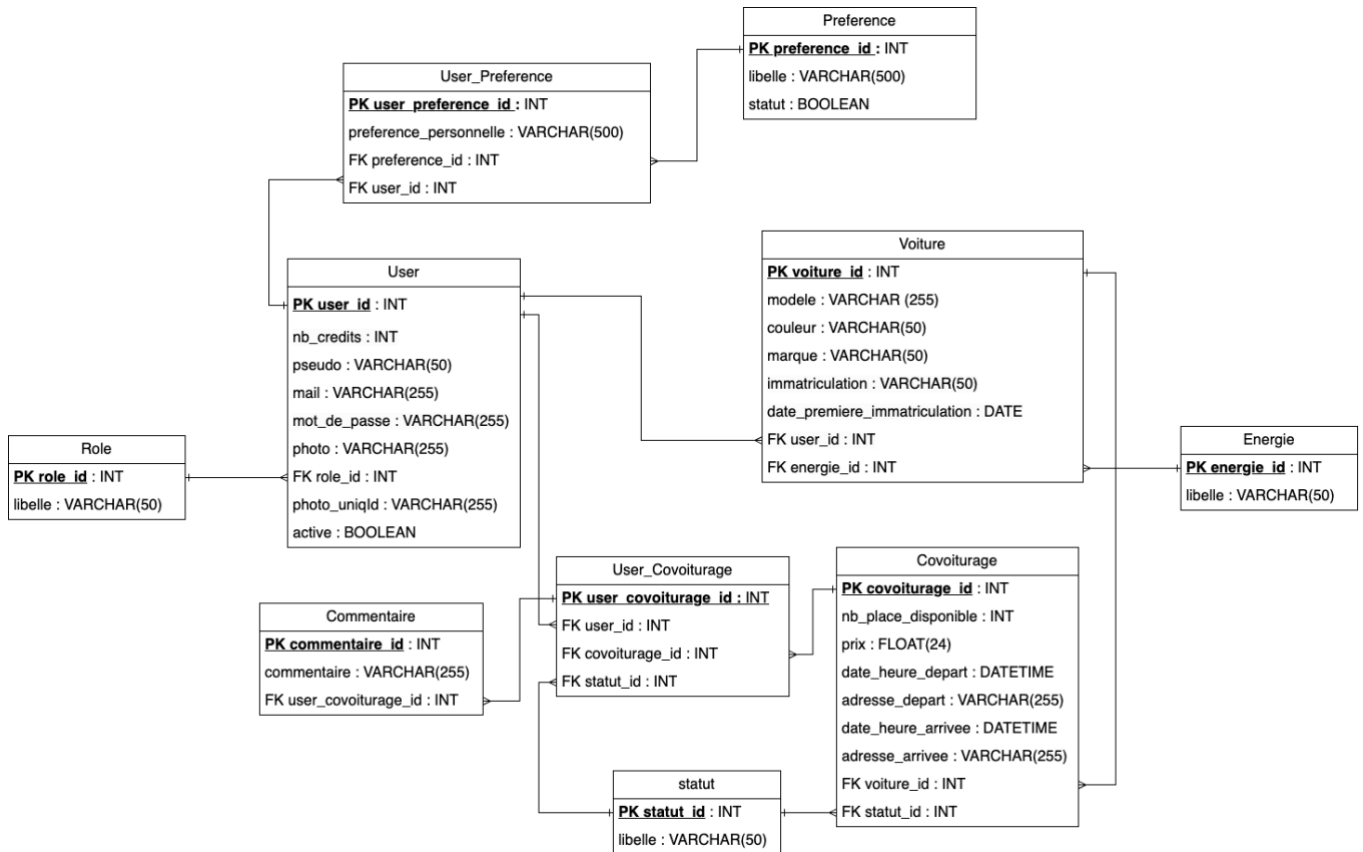 Preference
PK preference_id : INT
libelle : VARCHAR(500)
statut : BOOLEAN
User_Preference
PK user_preference_id : INT
preference_personnelle : VARCHAR(500)
FK preference_id : INT
FK user_id : INT
User
PK user_id : INT
nb_credits : INT
pseudo : VARCHAR(50)
mail : VARCHAR(255)
mot_de_passe : VARCHAR(255)
photo : VARCHAR(255)
FK role_id : INT
photo_uniqId : VARCHAR(255)
active : BOOLEAN
Voiture
PK voiture_id : INT
modele : VARCHAR (255)
couleur : VARCHAR(50)
marque : VARCHAR(50)
immatriculation : VARCHAR(50)
date_premiere_immatriculation : DATE
FK user_id : INT
FK energie_id : INT
Role
PK role_id : INT
libelle : VARCHAR(50)
Energie
PK energie_id : INT
libelle : VARCHAR(50)
User_Covoiturage
PK user_covoiturage_id : INT
FK user_id : INT
FK covoiturage_id : INT
FK statut_id : INT
Covoiturage
PK covoiturage_id : INT
nb_place_disponible : INT
prix : FLOAT(24)
date_heure_depart : DATETIME
adresse_depart : VARCHAR(255)
date_heure_arrivee : DATETIME
adresse_arrivee : VARCHAR(255)
FK voiture_id : INT
FK statut_id : INT
Commentaire
PK commentaire_id : INT
commentaire : VARCHAR(255)
FK user_covoiturage_id : INT
statut
PK statut_id : INT
libelle : VARCHAR(50)